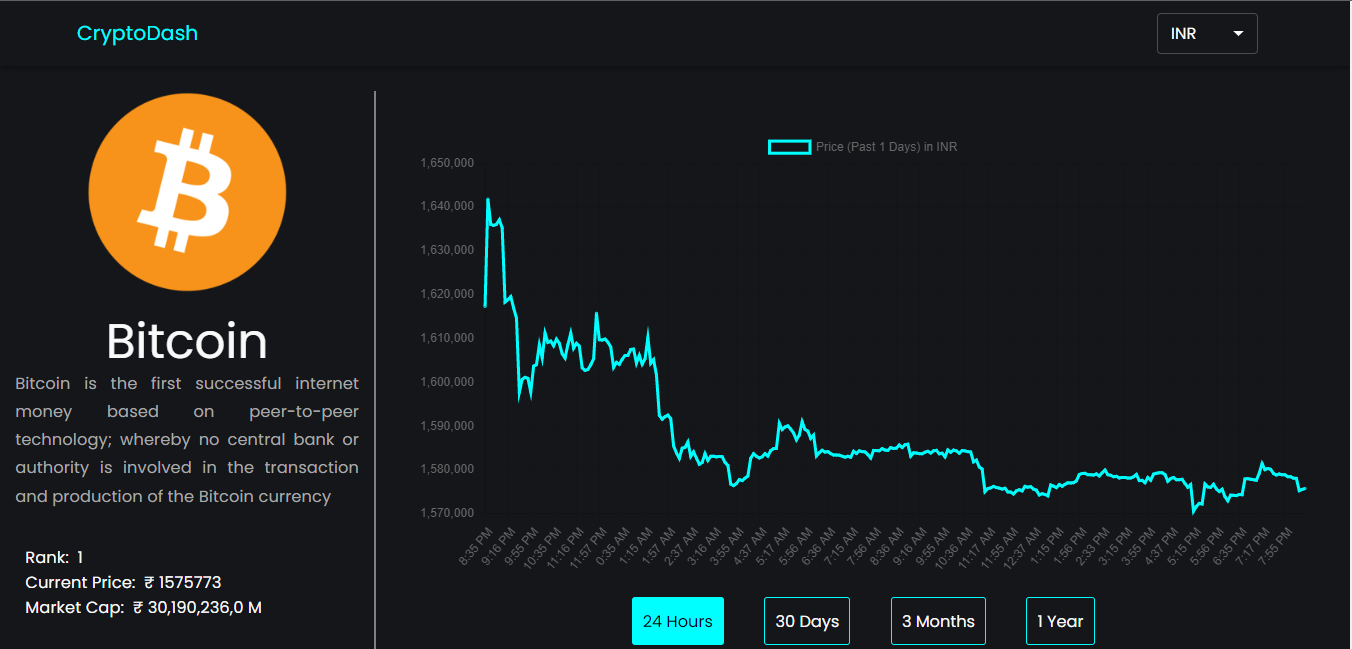 CryptoDash
INR
Bitcoin
Bitcoin is the first successful internet
money based on peer-to-peer
technology; whereby no central bank or
authority is involved in the transaction
and production of the Bitcoin currency
Rank: 1
Current Price: ₹ 1575773
Market Cap: ₹ 30,190,236,0 M
Price (Past 1 Days) in INR
1,650,000
1,640,000
1,630,000
1,620,000
1,610,000
1,600,000
1,590,000
1,580,000
1,570,000
8:35 PM
9:16 PM
9:55 PM
10:35 PM
11:16 PM
11:57 PM
0:35 AM
1:15 AM
1:57 AM
2:37 AM
3:16 AM
3:55 AM
4:37 AM
5:17 AM
5:56 AM
6:36 AM
7:15 AM
7:56 AM
8:36 AM
9:16 AM
9:55 AM
10:36 AM
11:17 AM
11:55 AM
12:37 AM
1:15 PM
1:56 PM
2:33 PM
3:15 PM
3:55 PM
4:37 PM
5:15 PM
5:56 PM
6:35 PM
7:17 PM
7:55 PM
24 Hours
30 Days
3 Months
1 Year